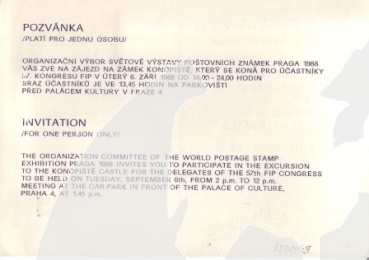 POZVÁNKA
/PLATÍ PRO JEDNU OSOBU/
ORGANIZAČNÍ VÝBOR SVĚTOVÉ VÝSTAVY POŠTOVNÍCH ZNÁMEK PRAGA 1988
VÁS ZVE NA ZÁJEZD NA ZÁMEK KONOPIŠTĚ, KTERÝ SE KONÁ PRO ÚČASTNÍKY
57. KONGRESU FIP V ÚTERÝ 6. ZÁŘÍ 1988 OD 14,00 - 24,00 HODIN
SRAZ ÚČASTNÍKŮ JE VE 13,45 HODIN NA PARKOVIŠTI
PŘED PALÁCEM KULTURY V PRAZE 4
INVITATION
/FOR ONE PERSON ONLY/
THE ORGANIZATION COMMITTEE OF THE WORLD POSTAGE STAMP
EXHIBITION PRAGA 1988 INVITES YOU TO PARTICIPATE IN THE EXCURSION
TO THE KONOPIŠTĚ CASTLE FOR THE DELEGATES OF THE 57th FIP CONGRESS
TO BE HELD ON TUESDAY, SEPTEMBER 6th, FROM 2 p.m. TO 12 p.m.
MEETING AT THE CAR-PARK IN FRONT OF THE PALACE OF CULTURE,
PRAHA 4, AT 1.45 p.m.